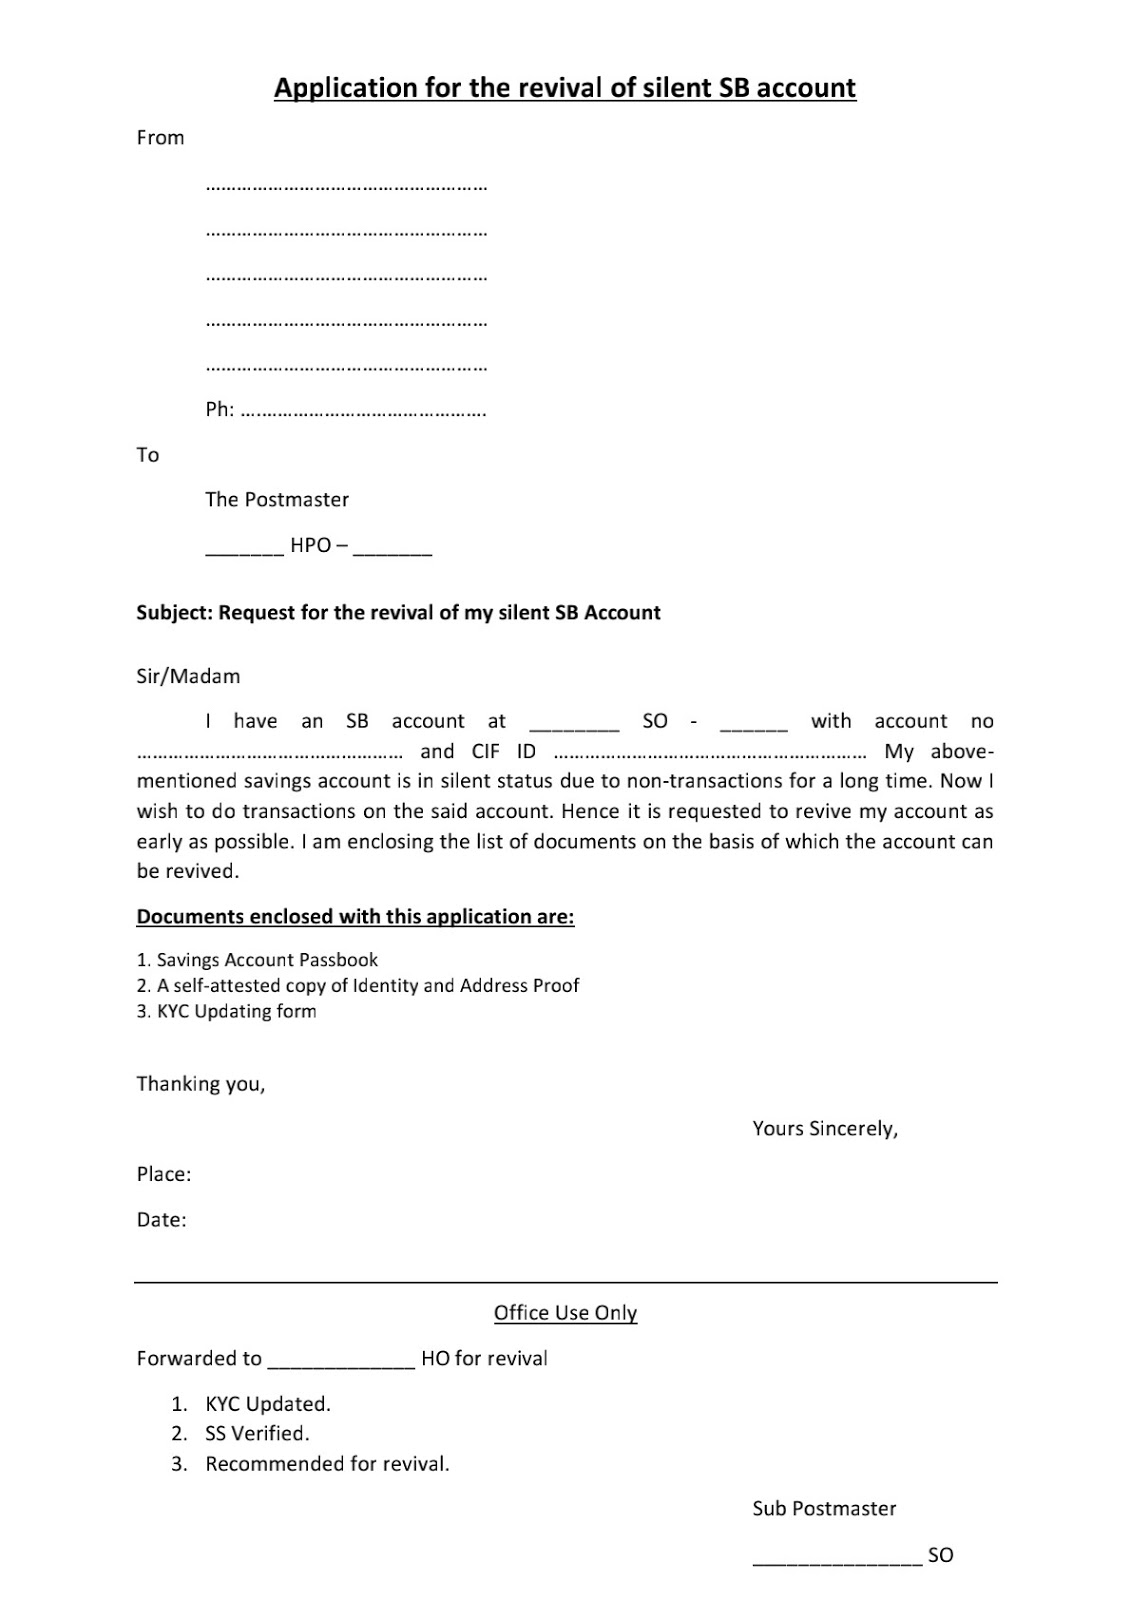 Application for the revival of silent SB account
From
……………………………………………
……………………………………………
……………………………………………
……………………………………………
……………………………………………
Ph: ……………………………………….
To
The Postmaster
_______ HPO – _______
Subject: Request for the revival of my silent SB Account
Sir/Madam
I have an SB account at ________ SO - ______ with account no
………………………………………… and CIF ID ………………………………………………… My above-
mentioned savings account is in silent status due to non-transactions for a long time. Now I
wish to do transactions on the said account. Hence it is requested to revive my account as
early as possible. I am enclosing the list of documents on the basis of which the account can
be revived.
Documents enclosed with this application are:
1. Savings Account Passbook
2. A self-attested copy of Identity and Address Proof
3. KYC Updating form
Thanking you,
Yours Sincerely,
Place:
Date:
Office Use Only
Forwarded to _____________ HO for revival
1. KYC Updated.
2. SS Verified.
3. Recommended for revival.
Sub Postmaster
_______________ SO